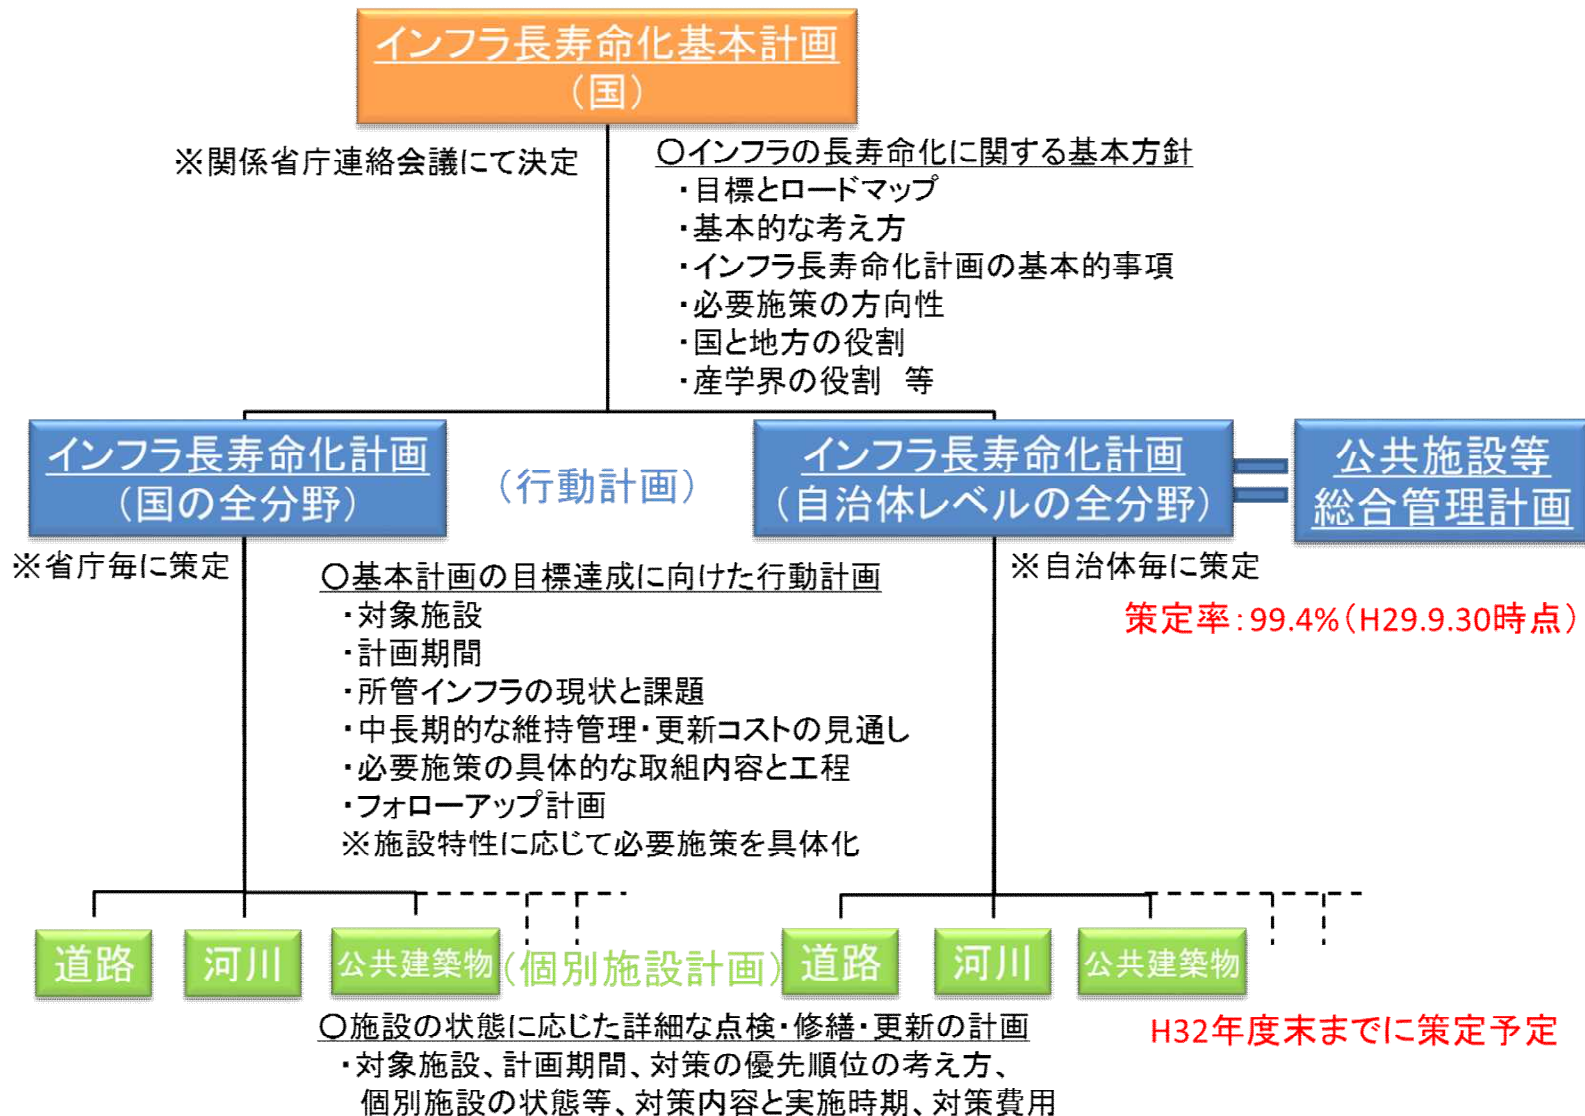 インフラ長寿命化基本計画
(国)
※関係省庁連絡会議にて決定
○インフラの長寿命化に関する基本方針
・目標とロードマップ
・基本的な考え方
・インフラ長寿命化計画の基本的事項
・必要施策の方向性
・国と地方の役割
・産学界の役割 等
インフラ長寿命化計画
(国の全分野)
(行動計画)
インフラ長寿命化計画
(自治体レベルの全分野)
公共施設等
総合管理計画
※省庁毎に策定
○基本計画の目標達成に向けた行動計画
・対象施設
・計画期間
・所管インフラの現状と課題
・中長期的な維持管理・更新コストの見通し
・必要施策の具体的な取組内容と工程
・フォローアップ計画
※施設特性に応じて必要施策を具体化
※自治体毎に策定
策定率:99.4%(H29.9.30時点)
道路
河川
公共建築物
(個別施設計画)
道路
河川
公共建築物
○施設の状態に応じた詳細な点検・修繕・更新の計画
・対象施設、計画期間、対策の優先順位の考え方、
個別施設の状態等、対策内容と実施時期、対策費用
H32年度末までに策定予定